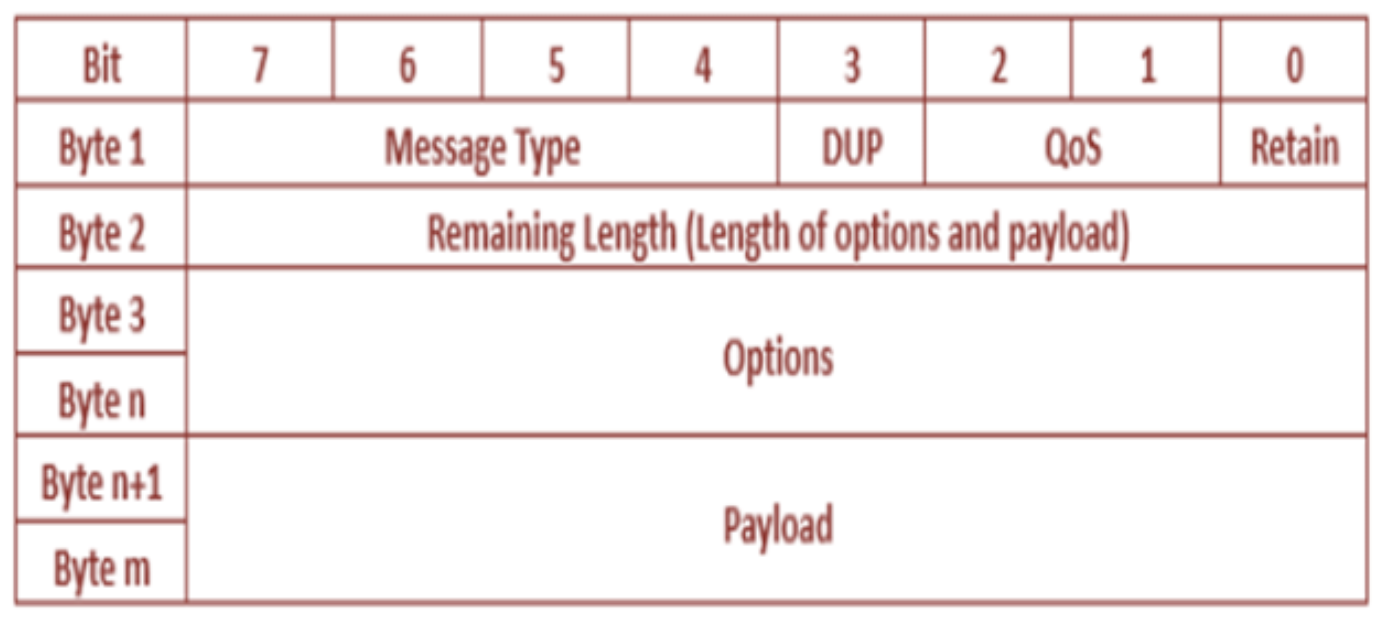 Bit 7 6 5 4 3 2 1 0
Byte 1 Message Type DUP QoS Retain
Byte 2 Remaining Length (Length of options and payload)
Byte 3
Options
Byte n
Byte n+1
Payload
Byte m